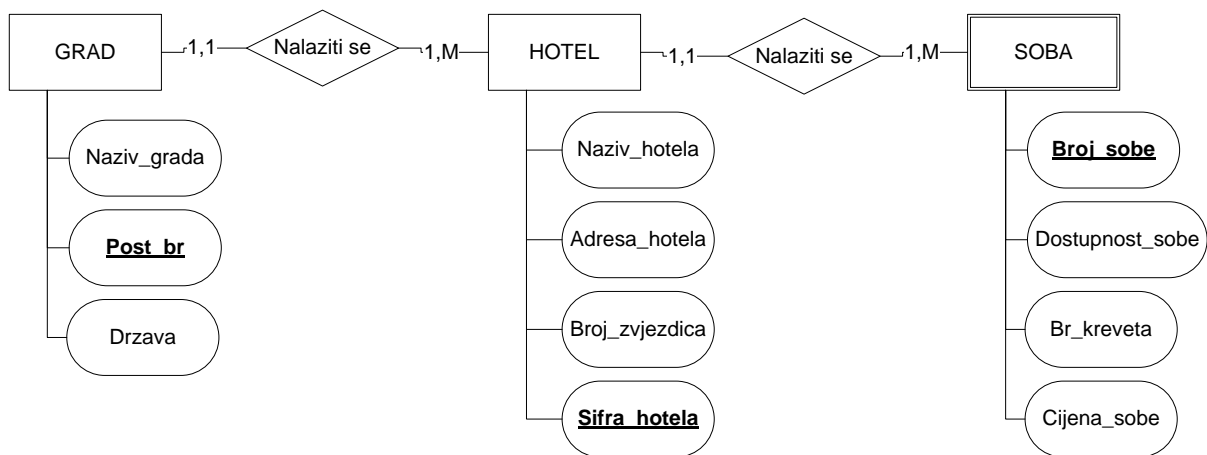 GRAD
1,1
Nalaziti se
1,M
HOTEL
1,1
Nalaziti se
1,M
SOBA
Naziv_grada
Post_br
Drzava
Naziv_hotela
Adresa_hotela
Broj_zvjezdica
Sifra_hotela
Broj_sobe
Dostupnost_sobe
Br_kreveta
Cijena_sobe